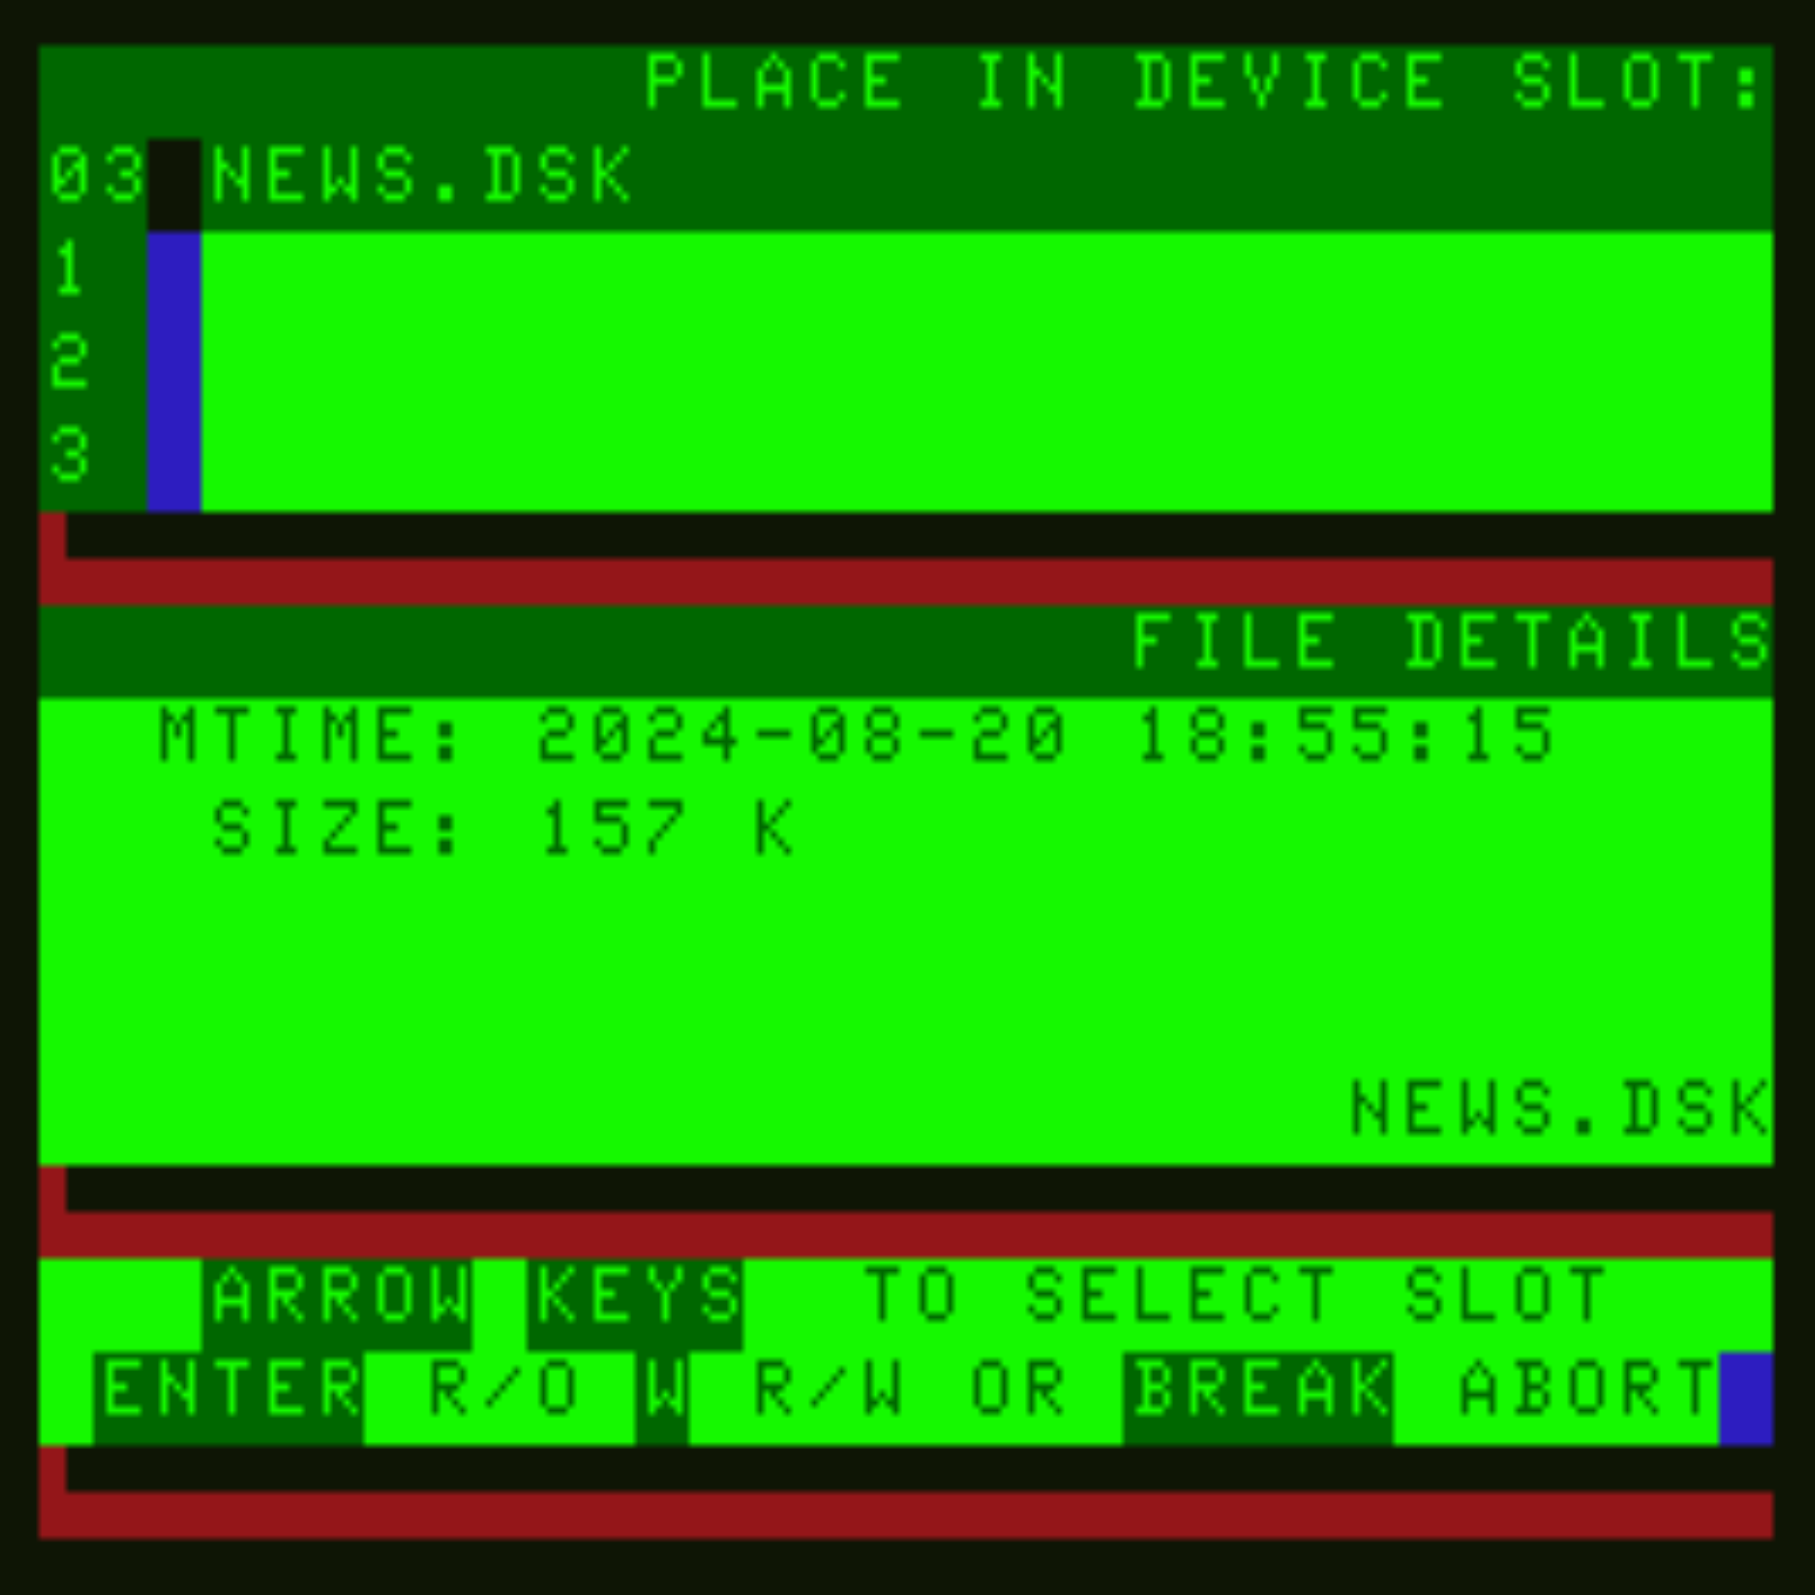 PLACE IN DEVICE SLOT:
03 NEWS.DSK
1
2
3
FILE DETAILS
MTIME: 2024-08-20 18:55:15
SIZE: 157 K
NEWS.DSK
ARROW KEYS TO SELECT SLOT
ENTER R/O W R/W OR BREAK ABORT